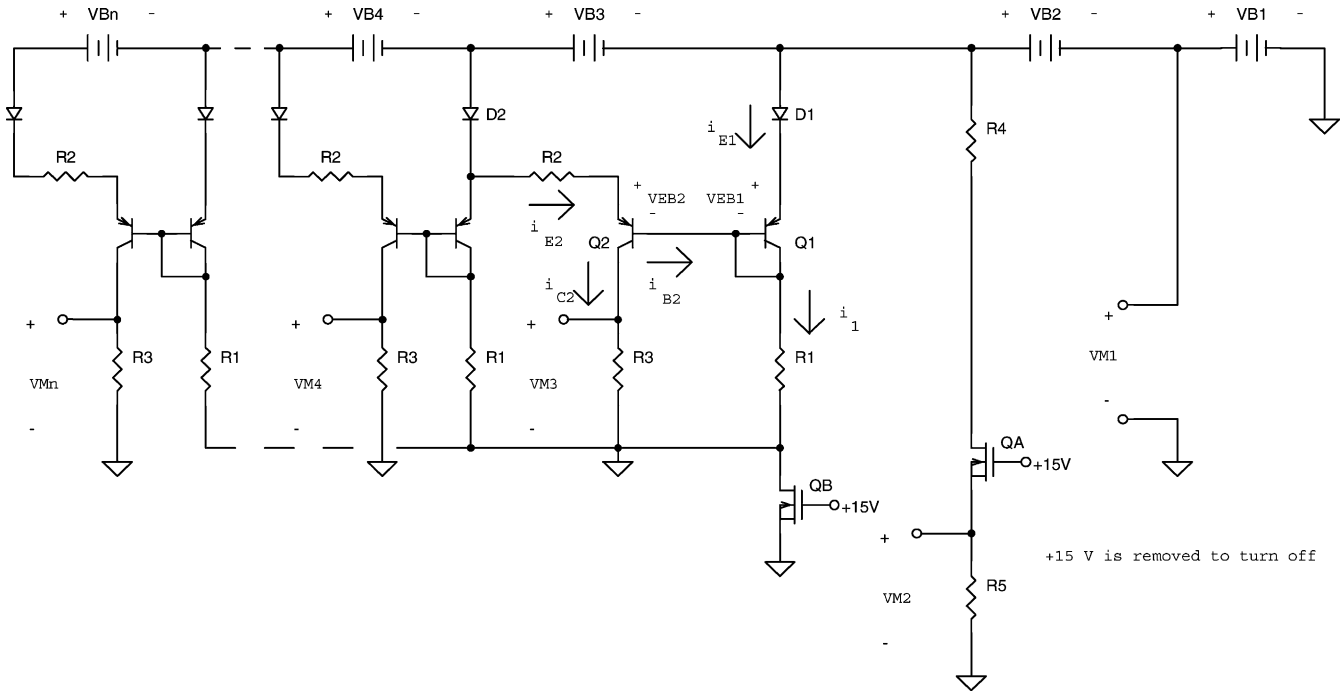 + VBn - + VB4 - + VB3 - + VB2 - + VB1 -
D2 i E1 D1 R4
R2 R2 R2
+ VEB2 - VEB1 + -
i E2 Q2 Q1
i C2 i B2
+ + + i 1 +
R3 R1 R3 R1 R3 R1 VM1
VMn VM4 VM3
- - - -
QA +15V
QB +15V
+ +15 V is removed to turn off
R5
VM2
-